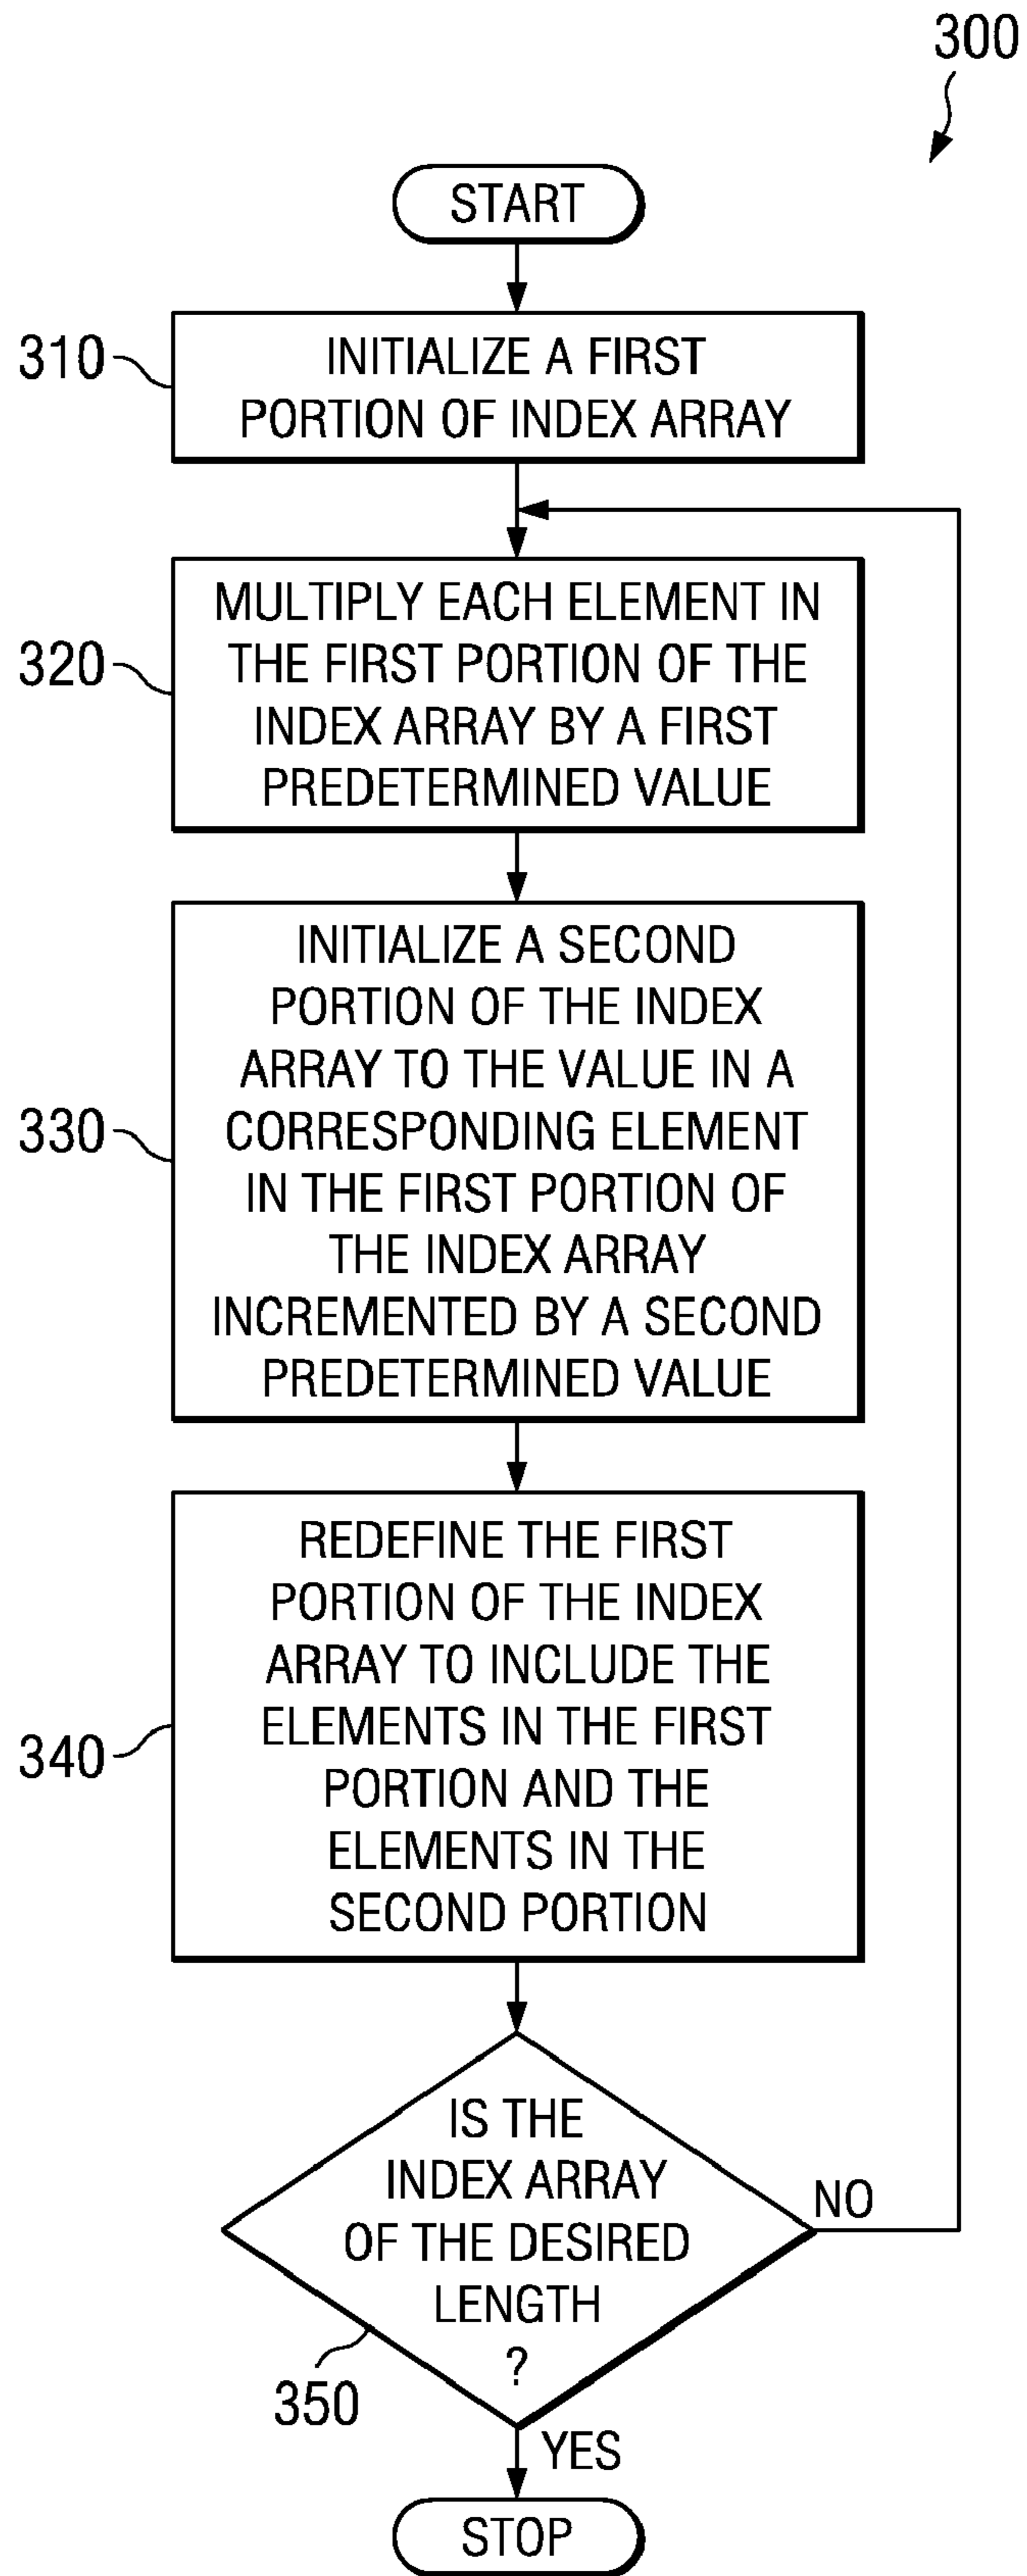 300
START
310
INITIALIZE A FIRST
PORTION OF INDEX ARRAY
320
MULTIPLY EACH ELEMENT IN
THE FIRST PORTION OF THE
INDEX ARRAY BY A FIRST
PREDETERMINED VALUE
330
INITIALIZE A SECOND
PORTION OF THE INDEX
ARRAY TO THE VALUE IN A
CORRESPONDING ELEMENT
IN THE FIRST PORTION OF
THE INDEX ARRAY
INCREMENTED BY A SECOND
PREDETERMINED VALUE
340
REDEFINE THE FIRST
PORTION OF THE INDEX
ARRAY TO INCLUDE THE
ELEMENTS IN THE FIRST
PORTION AND THE
ELEMENTS IN THE
SECOND PORTION
IS THE
INDEX ARRAY
OF THE DESIRED
LENGTH
?
NO
350
YES
STOP